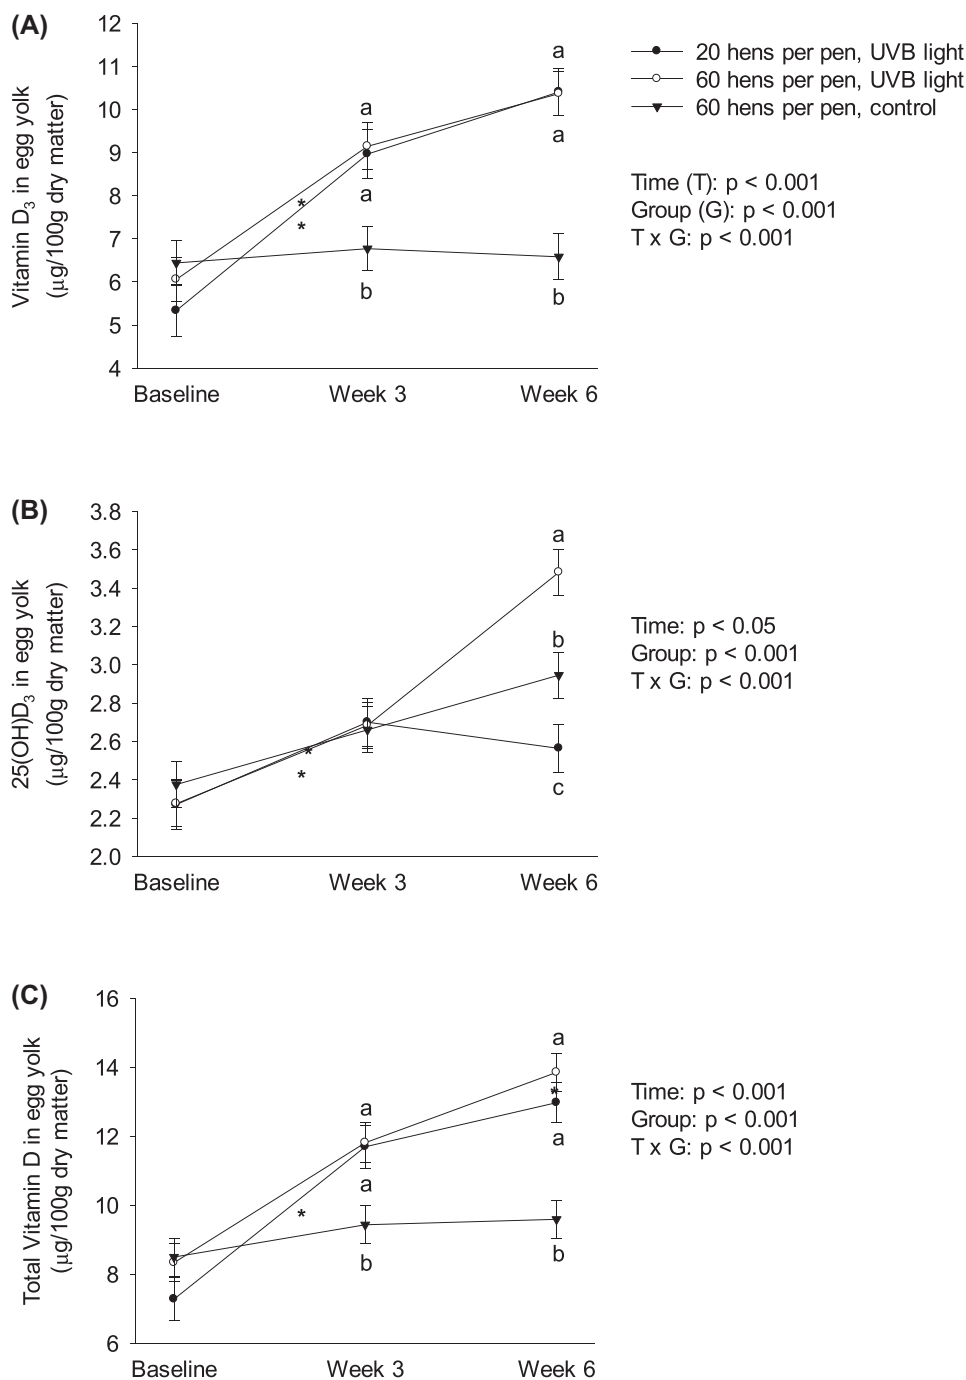 (A)
Vitamin D3 in egg yolk
(μg/100g dry matter)
12
11
10
9
8
7
6
5
4
a
a
a
a
*
*
b
b
Baseline
Week 3
Week 6
20 hens per pen, UVB light
60 hens per pen, UVB light
60 hens per pen, control
Time (T): p < 0.001
Group (G): p < 0.001
T x G: p < 0.001
(B)
25(OH)D3 in egg yolk
(μg/100g dry matter)
3.8
3.6
3.4
3.2
3.0
2.8
2.6
2.4
2.2
2.0
a
b
*
*
c
Baseline
Week 3
Week 6
Time: p < 0.05
Group: p < 0.001
T x G: p < 0.001
(C)
Total Vitamin D in egg yolk
(μg/100g dry matter)
16
14
12
10
8
6
a
*
a
a
a
*
b
b
Baseline
Week 3
Week 6
Time: p < 0.001
Group: p < 0.001
T x G: p < 0.001